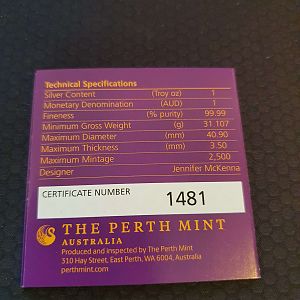 Technical Specifications
Silver Content (Troy oz) 1
Monetary Denomination (AUD) 1
Fineness (% purity) 99.99
Minimum Gross Weight (g) 31.107
Maximum Diameter (mm) 40.90
Maximum Thickness (mm) 3.50
Maximum Mintage 2,500
Designer Jennifer McKenna
CERTIFICATE NUMBER 1481
THE PERTH MINT
AUSTRALIA
Produced and inspected by The Perth Mint
310 Hay Street, East Perth, WA 6004, Australia
perthmint.com